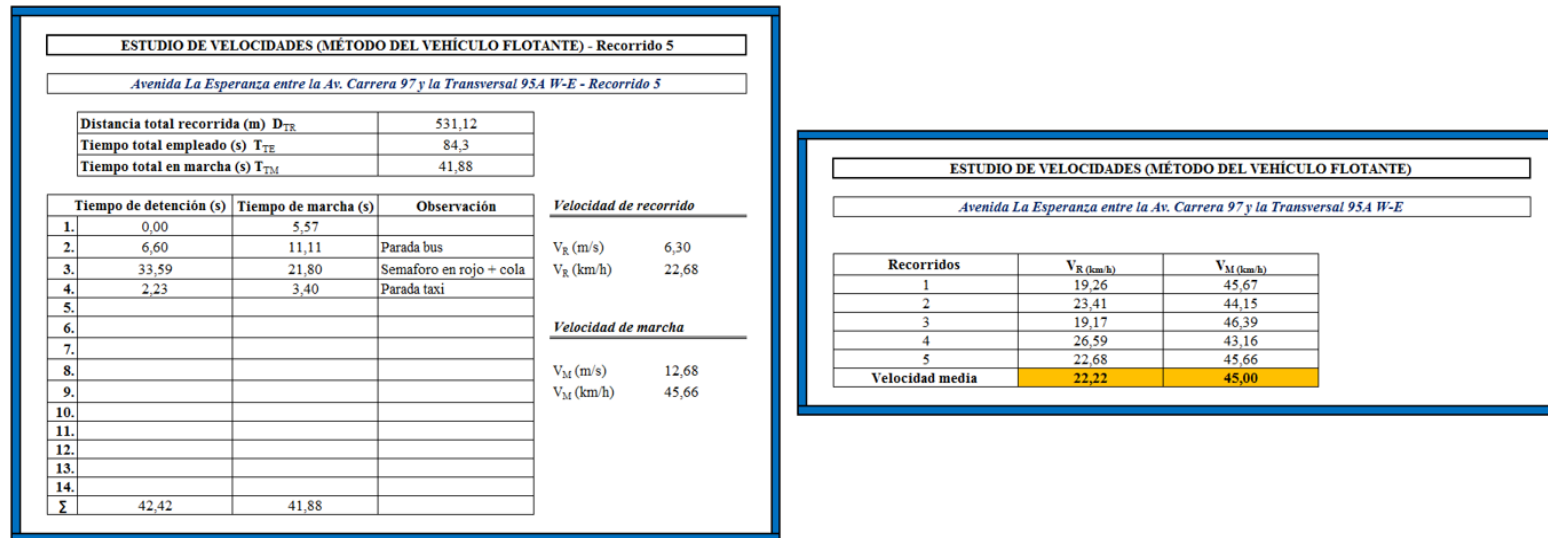 ESTUDIO DE VELOCIDADES (MÉTODO DEL VEHÍCULO FLOTANTE) - Recorrido 5
Avenida La Esperanza entre la Av. Carrera 97 y la Transversal 95A W-E - Recorrido 5
Distancia total recorrida (m) DTR 531,12
Tiempo total empleado (s) TTE 84,3
Tiempo total en marcha (s) TTM 41,88
Tiempo de detención (s) Tiempo de marcha (s) Observación
1. 0,00 5,57
2. 6,60 11,11 Parada bus
3. 33,59 21,80 Semaforo en rojo + cola
4. 2,23 3,40 Parada taxi
5.
6.
7.
8.
9.
10.
11.
12.
13.
14.
Σ 42,42 41,88
Velocidad de recorrido
VR (m/s) 6,30
VR (km/h) 22,68
Velocidad de marcha
VM (m/s) 12,68
VM (km/h) 45,66
ESTUDIO DE VELOCIDADES (MÉTODO DEL VEHÍCULO FLOTANTE)
Avenida La Esperanza entre la Av. Carrera 97 y la Transversal 95A W-E
Recorridos VR (km/h) VM (km/h)
1 19,26 45,67
2 23,41 44,15
3 19,17 46,39
4 26,59 43,16
5 22,68 45,66
Velocidad media 22,22 45,00